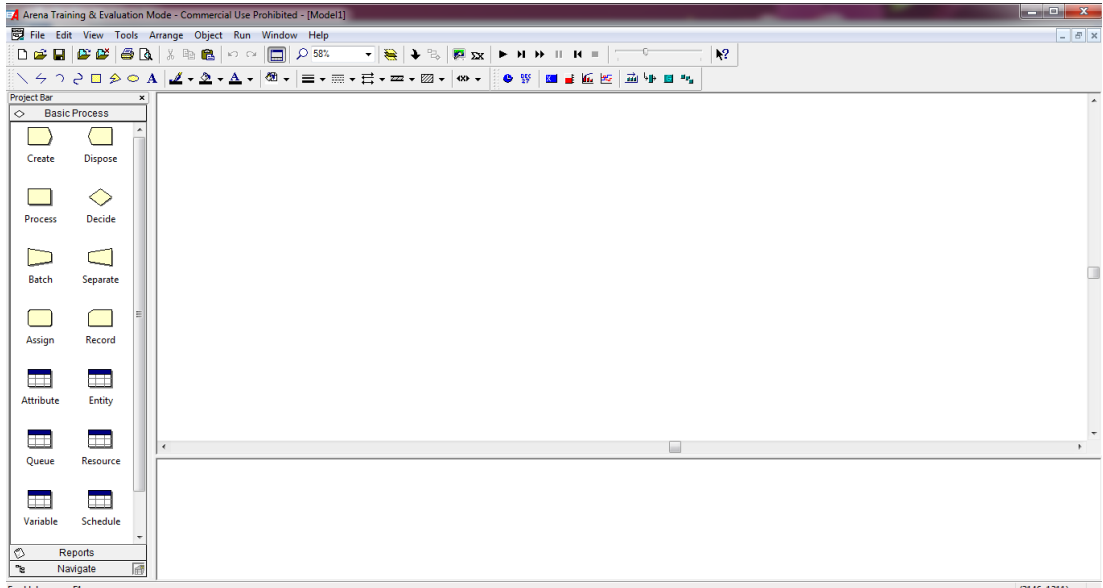 Arena Training & Evaluation Mode - Commercial Use Prohibited - [Model1]
File Edit View Tools Arrange Object Run Window Help
58%
Project Bar
Basic Process
Create Dispose
Process Decide
Batch Separate
Assign Record
Attribute Entity
Queue Resource
Variable Schedule
Reports
Navigate